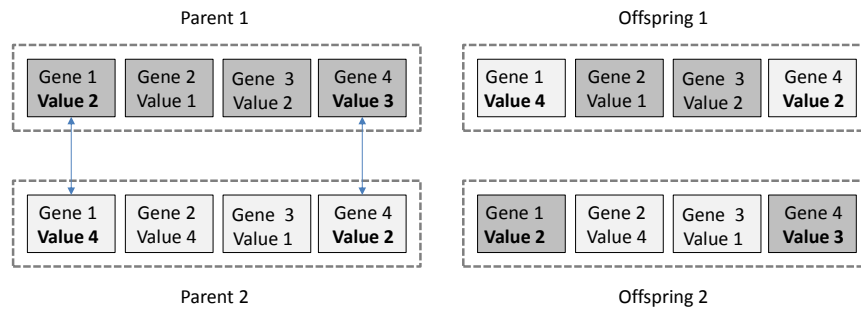 Parent 1
Offspring 1
Gene 1 Gene 2 Gene 3 Gene 4
Value 2 Value 1 Value 2 Value 3
Gene 1 Gene 2 Gene 3 Gene 4
Value 4 Value 1 Value 2 Value 2
Gene 1 Gene 2 Gene 3 Gene 4
Value 4 Value 4 Value 1 Value 2
Gene 1 Gene 2 Gene 3 Gene 4
Value 2 Value 4 Value 1 Value 3
Parent 2
Offspring 2